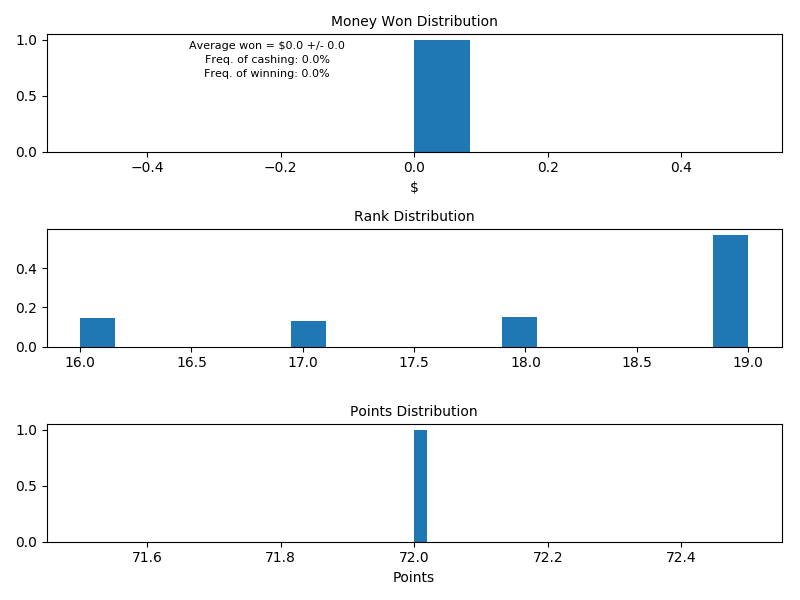 Money Won Distribution
1.0
Average won = $0.0 +/- 0.0
Freq. of cashing: 0.0%
Freq. of winning: 0.0%
0.5
0.0
−0.4 −0.2 0.0 0.2 0.4
$
Rank Distribution
0.4
0.2
0.0
16.0 16.5 17.0 17.5 18.0 18.5 19.0
Points Distribution
1.0
0.5
0.0
71.6 71.8 72.0 72.2 72.4
Points